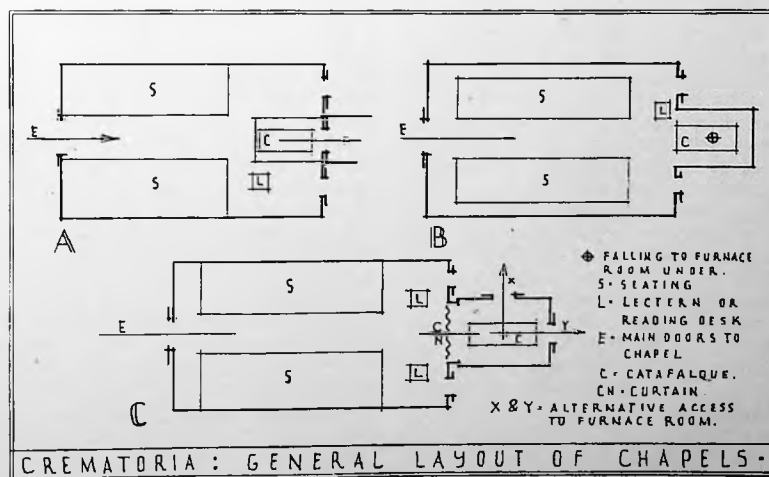 S
E
C
L
S
A
S
L
E
C
S
B
S
L
E
C
N
X
Y
C
L
S
C
⌖ FALLING TO FURNACE
ROOM UNDER.
S· SEATING
L· LECTERN OR
READING DESK
E· MAIN DOORS TO
CHAPEL
C· CATAFALQUE.
CN· CURTAIN
X & Y· ALTERNATIVE ACCESS
TO FURNACE ROOM.
CREMATORIA: GENERAL LAYOUT OF CHAPELS·